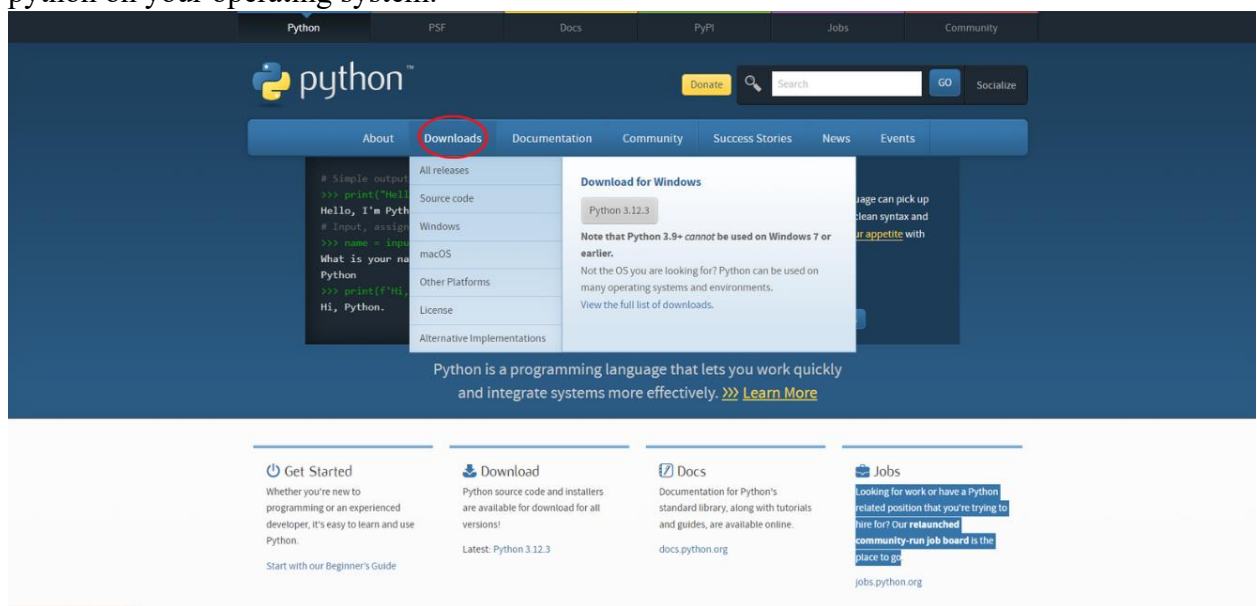 python on your operating system.
Python PSF Docs PyPI Jobs Community
python™
Donate Search GO Socialize
About Downloads Documentation Community Success Stories News Events
# Simple output
>>> print("Hell
Hello, I'm Pyth
# Input, assign
>>> name = inpu
What is your na
Python
>>> print(f'Hi,
Hi, Python.
All releases
Source code
Windows
macOS
Other Platforms
License
Alternative Implementations
Download for Windows
Python 3.12.3
Note that Python 3.9+ cannot be used on Windows 7 or
earlier.
Not the OS you are looking for? Python can be used on
many operating systems and environments.
View the full list of downloads.
uage can pick up
clean syntax and
ur appetite with
Python is a programming language that lets you work quickly
and integrate systems more effectively. >>> Learn More
Get Started
Whether you're new to
programming or an experienced
developer, it's easy to learn and use
Python.
Start with our Beginner's Guide
Download
Python source code and installers
are available for download for all
versions!
Latest: Python 3.12.3
Docs
Documentation for Python's
standard library, along with tutorials
and guides, are available online.
docs.python.org
Jobs
Looking for work or have a Python
related position that you're trying to
hire for? Our relaunched
community-run job board is the
place to go
jobs.python.org